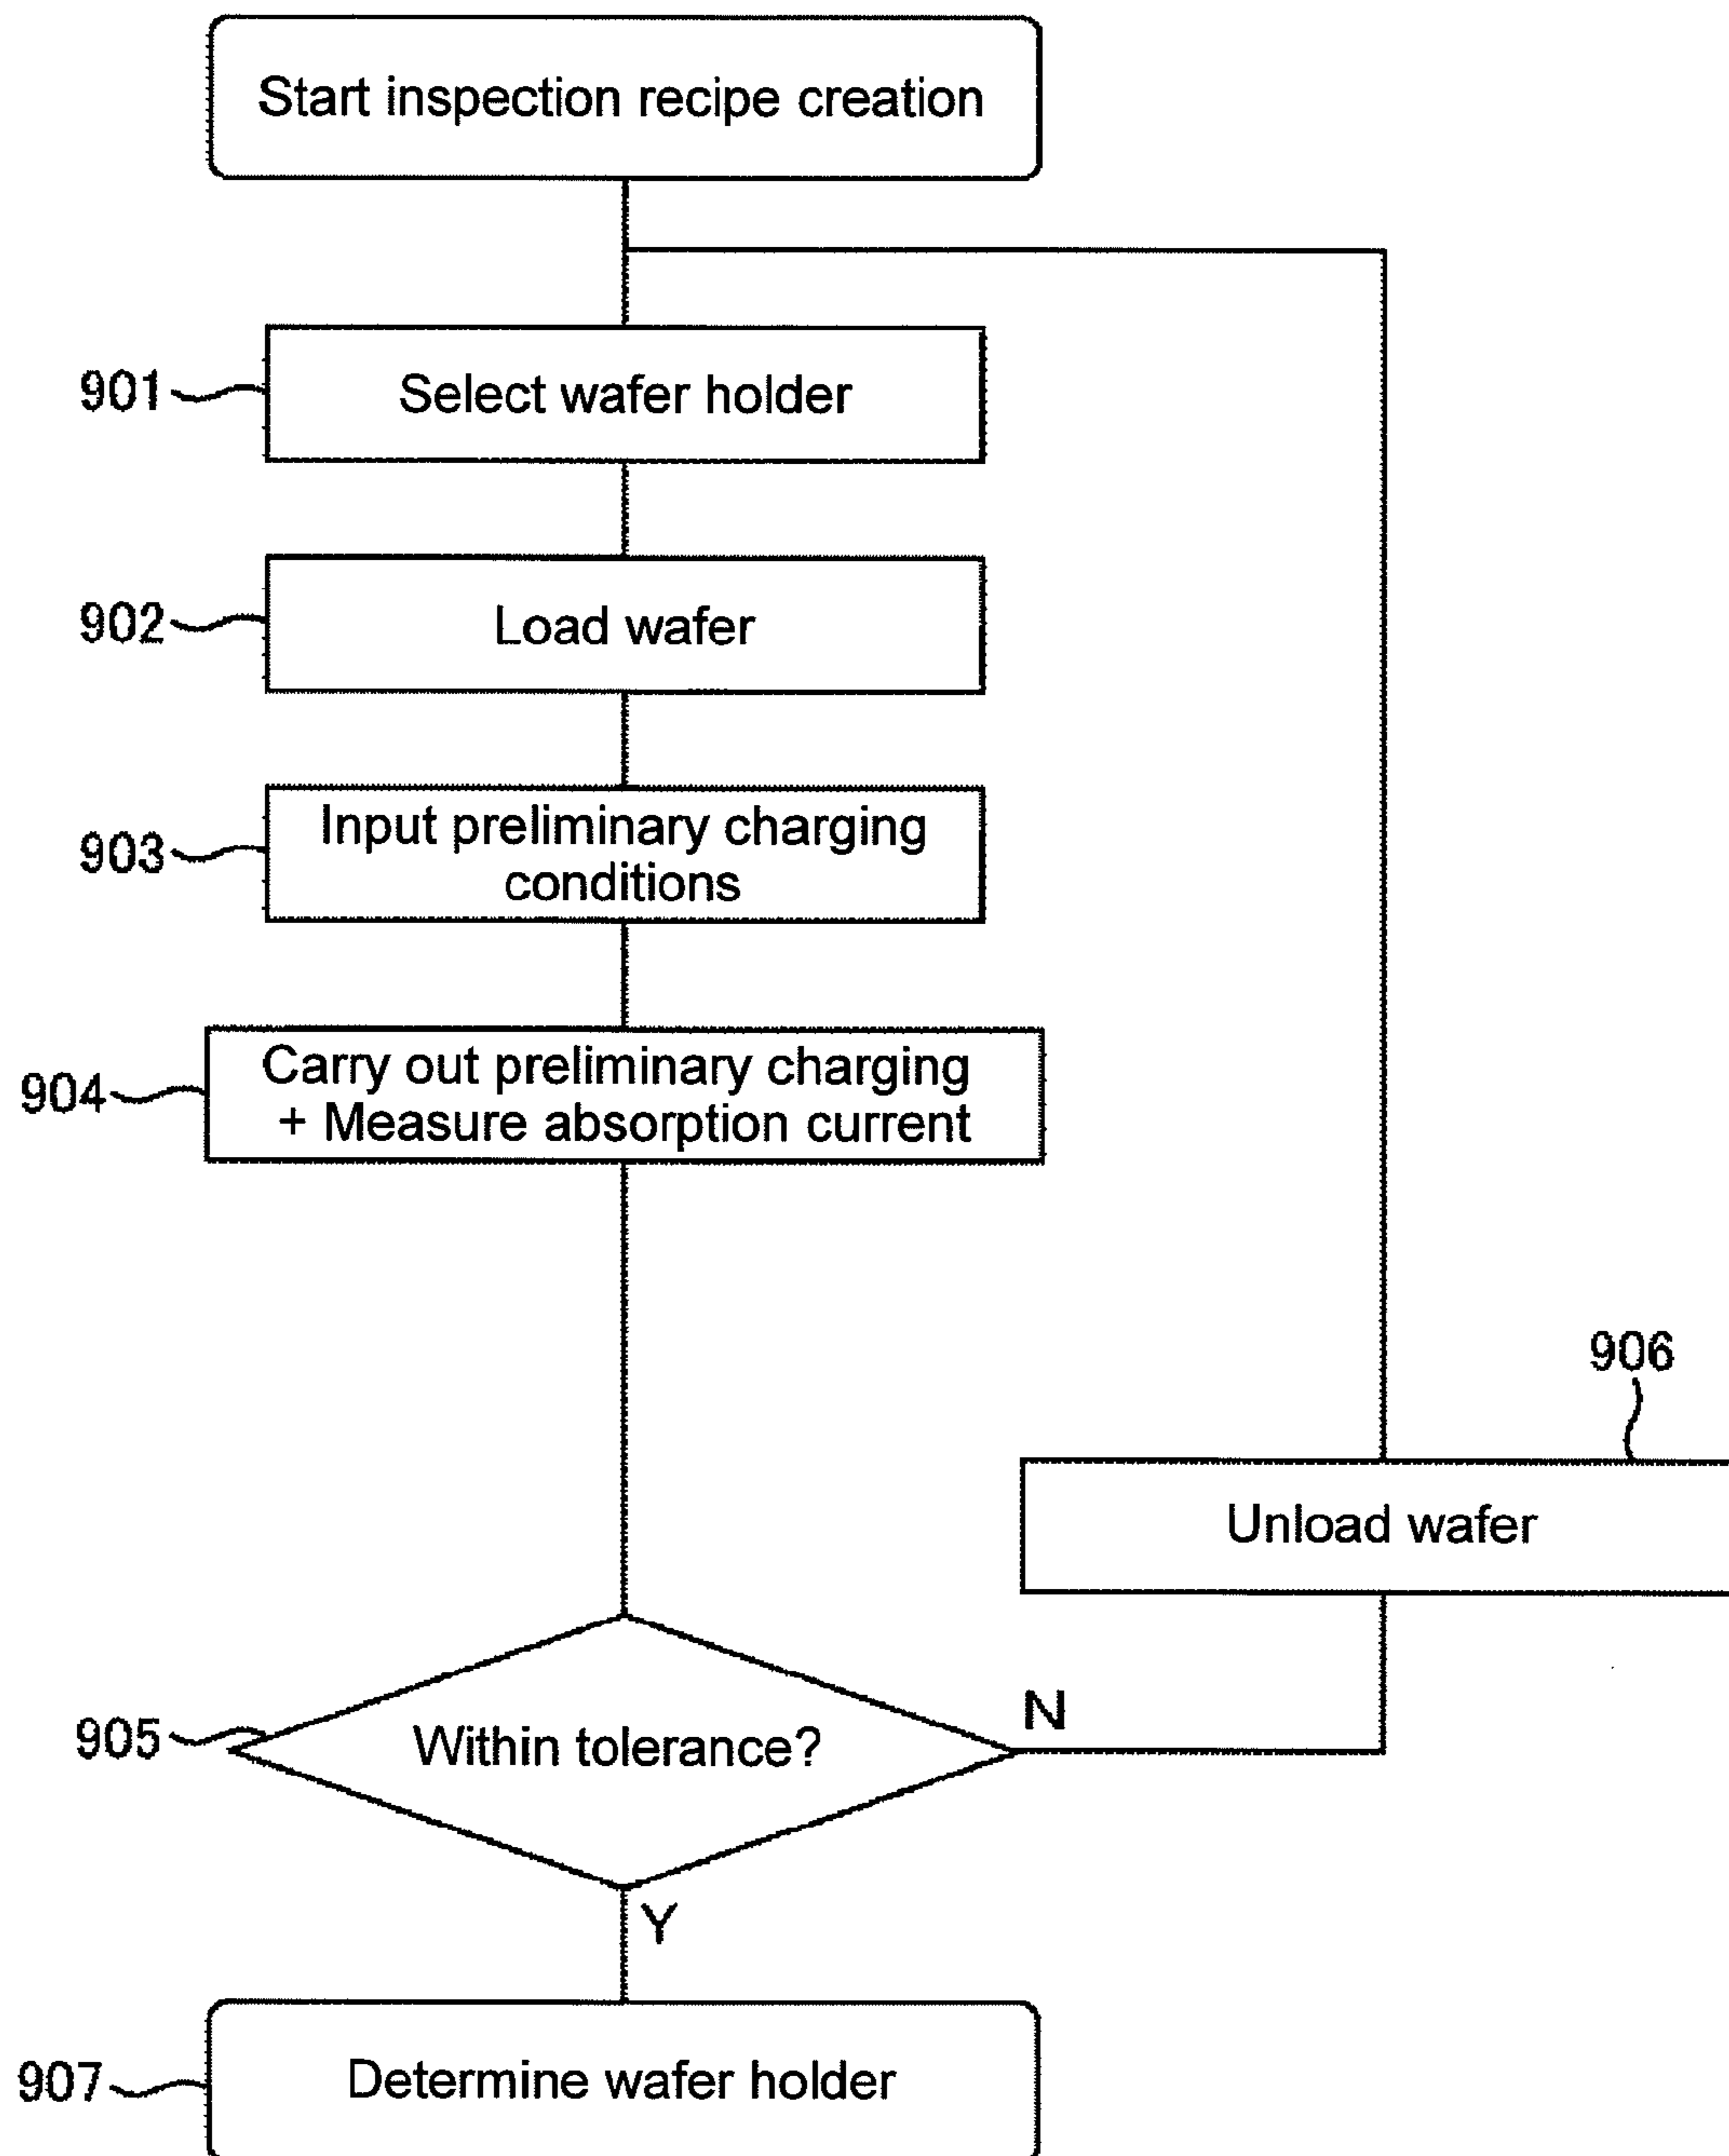 Start inspection recipe creation
901
Select wafer holder
902
Load wafer
903
Input preliminary charging
conditions
904
Carry out preliminary charging
+ Measure absorption current
906
Unload wafer
905
Within tolerance?
N
Y
907
Determine wafer holder